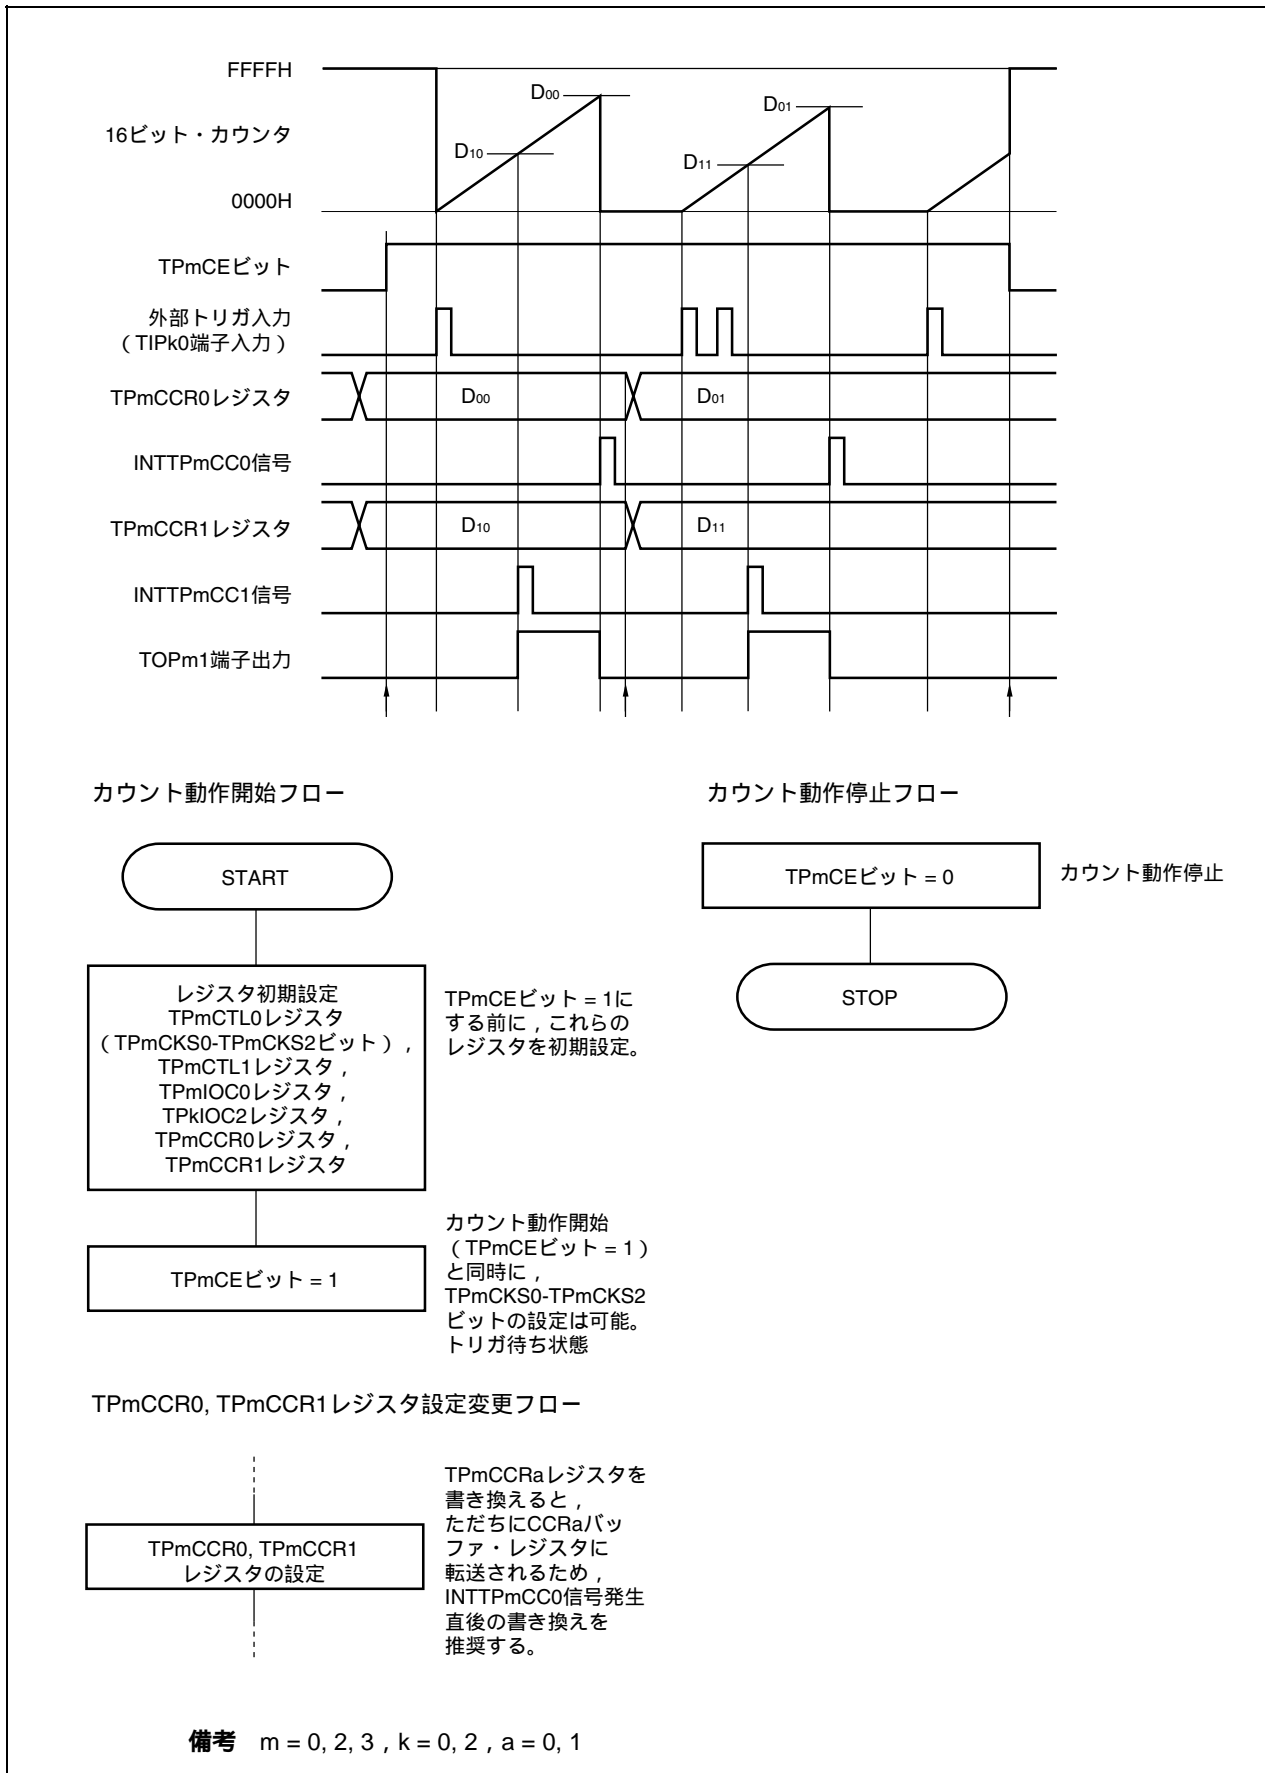 FFFFH
D00
D01
16ビット・カウンタ
D10
D11
0000H
TPmCEビット
外部トリガ入力
（TIPk0端子入力）
TPmCCR0レジスタ
D00
D01
INTTPmCC0信号
TPmCCR1レジスタ
D10
D11
INTTPmCC1信号
TOPm1端子出力
カウント動作開始フロー
START
レジスタ初期設定
TPmCTL0レジスタ
（TPmCKS0-TPmCKS2ビット），
TPmCTL1レジスタ，
TPmIOC0レジスタ，
TPkIOC2レジスタ，
TPmCCR0レジスタ，
TPmCCR1レジスタ
TPmCEビット = 1に
する前に，これらの
レジスタを初期設定。
TPmCEビット = 1
カウント動作開始
（TPmCEビット = 1）
と同時に，
TPmCKS0-TPmCKS2
ビットの設定は可能。
トリガ待ち状態
カウント動作停止フロー
TPmCEビット = 0
カウント動作停止
STOP
TPmCCR0, TPmCCR1レジスタ設定変更フロー
TPmCCR0, TPmCCR1
レジスタの設定
TPmCCRaレジスタを
書き換えると，
ただちにCCRaバッ
ファ・レジスタに
転送されるため，
INTTPmCC0信号発生
直後の書き換えを
推奨する。
備考 m = 0, 2, 3，k = 0, 2，a = 0, 1